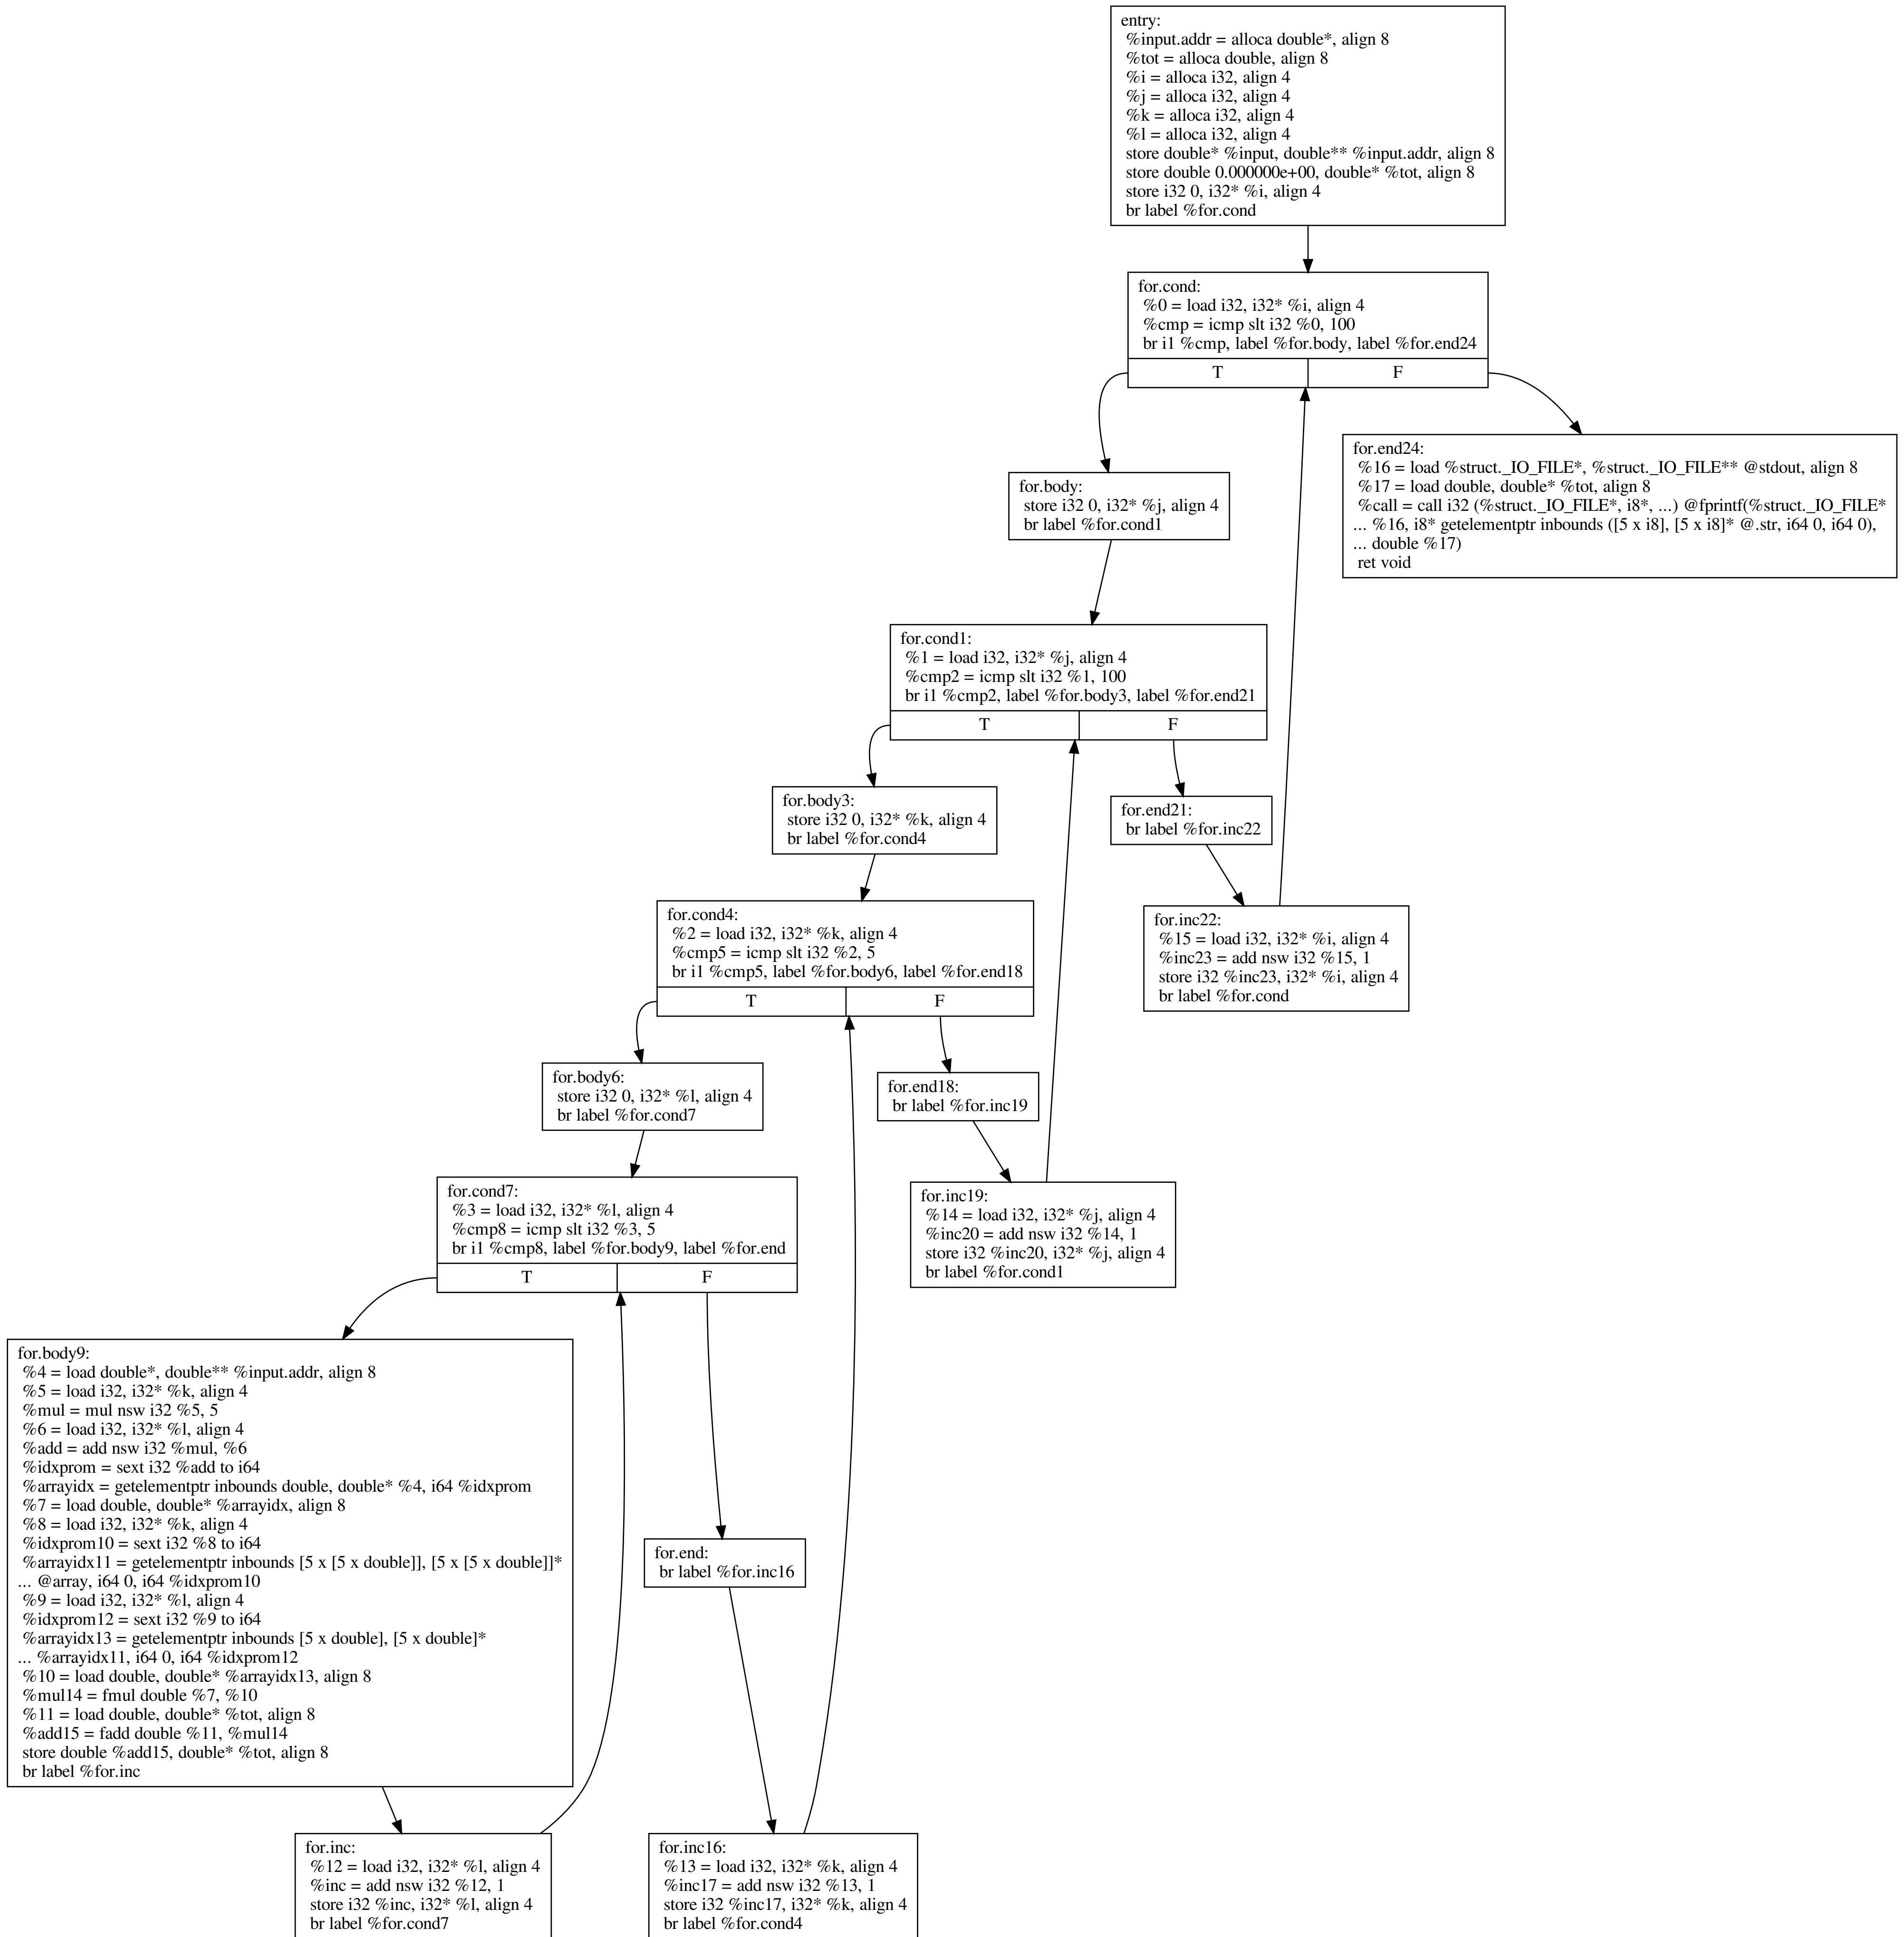 entry:
%input.addr = alloca double*, align 8
%tot = alloca double, align 8
%i = alloca i32, align 4
%j = alloca i32, align 4
%k = alloca i32, align 4
%l = alloca i32, align 4
store double* %input, double** %input.addr, align 8
store double 0.000000e+00, double* %tot, align 8
store i32 0, i32* %i, align 4
br label %for.cond
for.cond:
%0 = load i32, i32* %i, align 4
%cmp = icmp slt i32 %0, 100
br i1 %cmp, label %for.body, label %for.end24
T
F
for.end24:
%16 = load %struct._IO_FILE*, %struct._IO_FILE** @stdout, align 8
%17 = load double, double* %tot, align 8
%call = call i32 (%struct._IO_FILE*, i8*, ...) @fprintf(%struct._IO_FILE*
... %16, i8* getelementptr inbounds ([5 x i8], [5 x i8]* @.str, i64 0, i64 0),
... double %17)
ret void
for.body:
store i32 0, i32* %j, align 4
br label %for.cond1
for.cond1:
%1 = load i32, i32* %j, align 4
%cmp2 = icmp slt i32 %1, 100
br i1 %cmp2, label %for.body3, label %for.end21
T
F
for.body3:
store i32 0, i32* %k, align 4
br label %for.cond4
for.end21:
br label %for.inc22
for.cond4:
%2 = load i32, i32* %k, align 4
%cmp5 = icmp slt i32 %2, 5
br i1 %cmp5, label %for.body6, label %for.end18
T
F
for.inc22:
%15 = load i32, i32* %i, align 4
%inc23 = add nsw i32 %15, 1
store i32 %inc23, i32* %i, align 4
br label %for.cond
for.body6:
store i32 0, i32* %l, align 4
br label %for.cond7
for.end18:
br label %for.inc19
for.cond7:
%3 = load i32, i32* %l, align 4
%cmp8 = icmp slt i32 %3, 5
br i1 %cmp8, label %for.body9, label %for.end
T
F
for.inc19:
%14 = load i32, i32* %j, align 4
%inc20 = add nsw i32 %14, 1
store i32 %inc20, i32* %j, align 4
br label %for.cond1
for.body9:
%4 = load double*, double** %input.addr, align 8
%5 = load i32, i32* %k, align 4
%mul = mul nsw i32 %5, 5
%6 = load i32, i32* %l, align 4
%add = add nsw i32 %mul, %6
%idxprom = sext i32 %add to i64
%arrayidx = getelementptr inbounds double, double* %4, i64 %idxprom
%7 = load double, double* %arrayidx, align 8
%8 = load i32, i32* %k, align 4
%idxprom10 = sext i32 %8 to i64
%arrayidx11 = getelementptr inbounds [5 x [5 x double]], [5 x [5 x double]]*
... @array, i64 0, i64 %idxprom10
%9 = load i32, i32* %l, align 4
%idxprom12 = sext i32 %9 to i64
%arrayidx13 = getelementptr inbounds [5 x double], [5 x double]*
... %arrayidx11, i64 0, i64 %idxprom12
%10 = load double, double* %arrayidx13, align 8
%mul14 = fmul double %7, %10
%11 = load double, double* %tot, align 8
%add15 = fadd double %11, %mul14
store double %add15, double* %tot, align 8
br label %for.inc
for.end:
br label %for.inc16
for.inc:
%12 = load i32, i32* %l, align 4
%inc = add nsw i32 %12, 1
store i32 %inc, i32* %l, align 4
br label %for.cond7
for.inc16:
%13 = load i32, i32* %k, align 4
%inc17 = add nsw i32 %13, 1
store i32 %inc17, i32* %k, align 4
br label %for.cond4